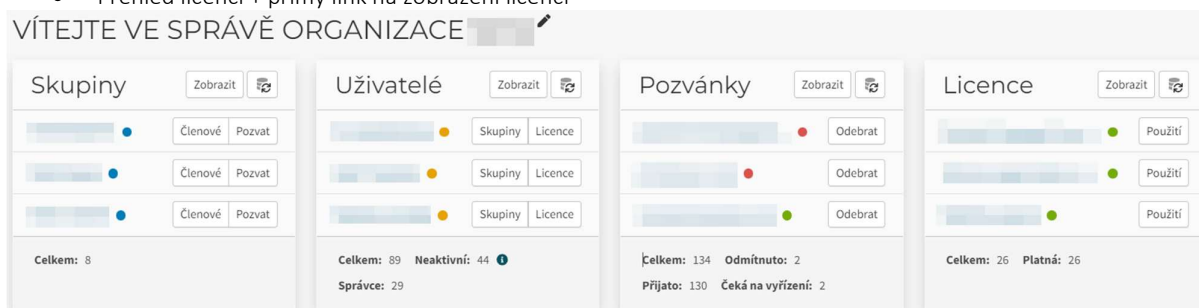 Přehled licencí + přímý link na zobrazení licencí
VÍTEJTE VE SPRÁVĚ ORGANIZACE
Skupiny Zobrazit
Členové Pozvat
Členové Pozvat
Členové Pozvat
Celkem: 8
Uživatelé Zobrazit
Skupiny Licence
Skupiny Licence
Skupiny Licence
Celkem: 89 Neaktivní: 44
Správce: 29
Pozvánky Zobrazit
Odebrat
Odebrat
Odebrat
Celkem: 134 Odmítnuto: 2
Přijato: 130 Čeká na vyřízení: 2
Licence Zobrazit
Použití
Použití
Použití
Celkem: 26 Platná: 26